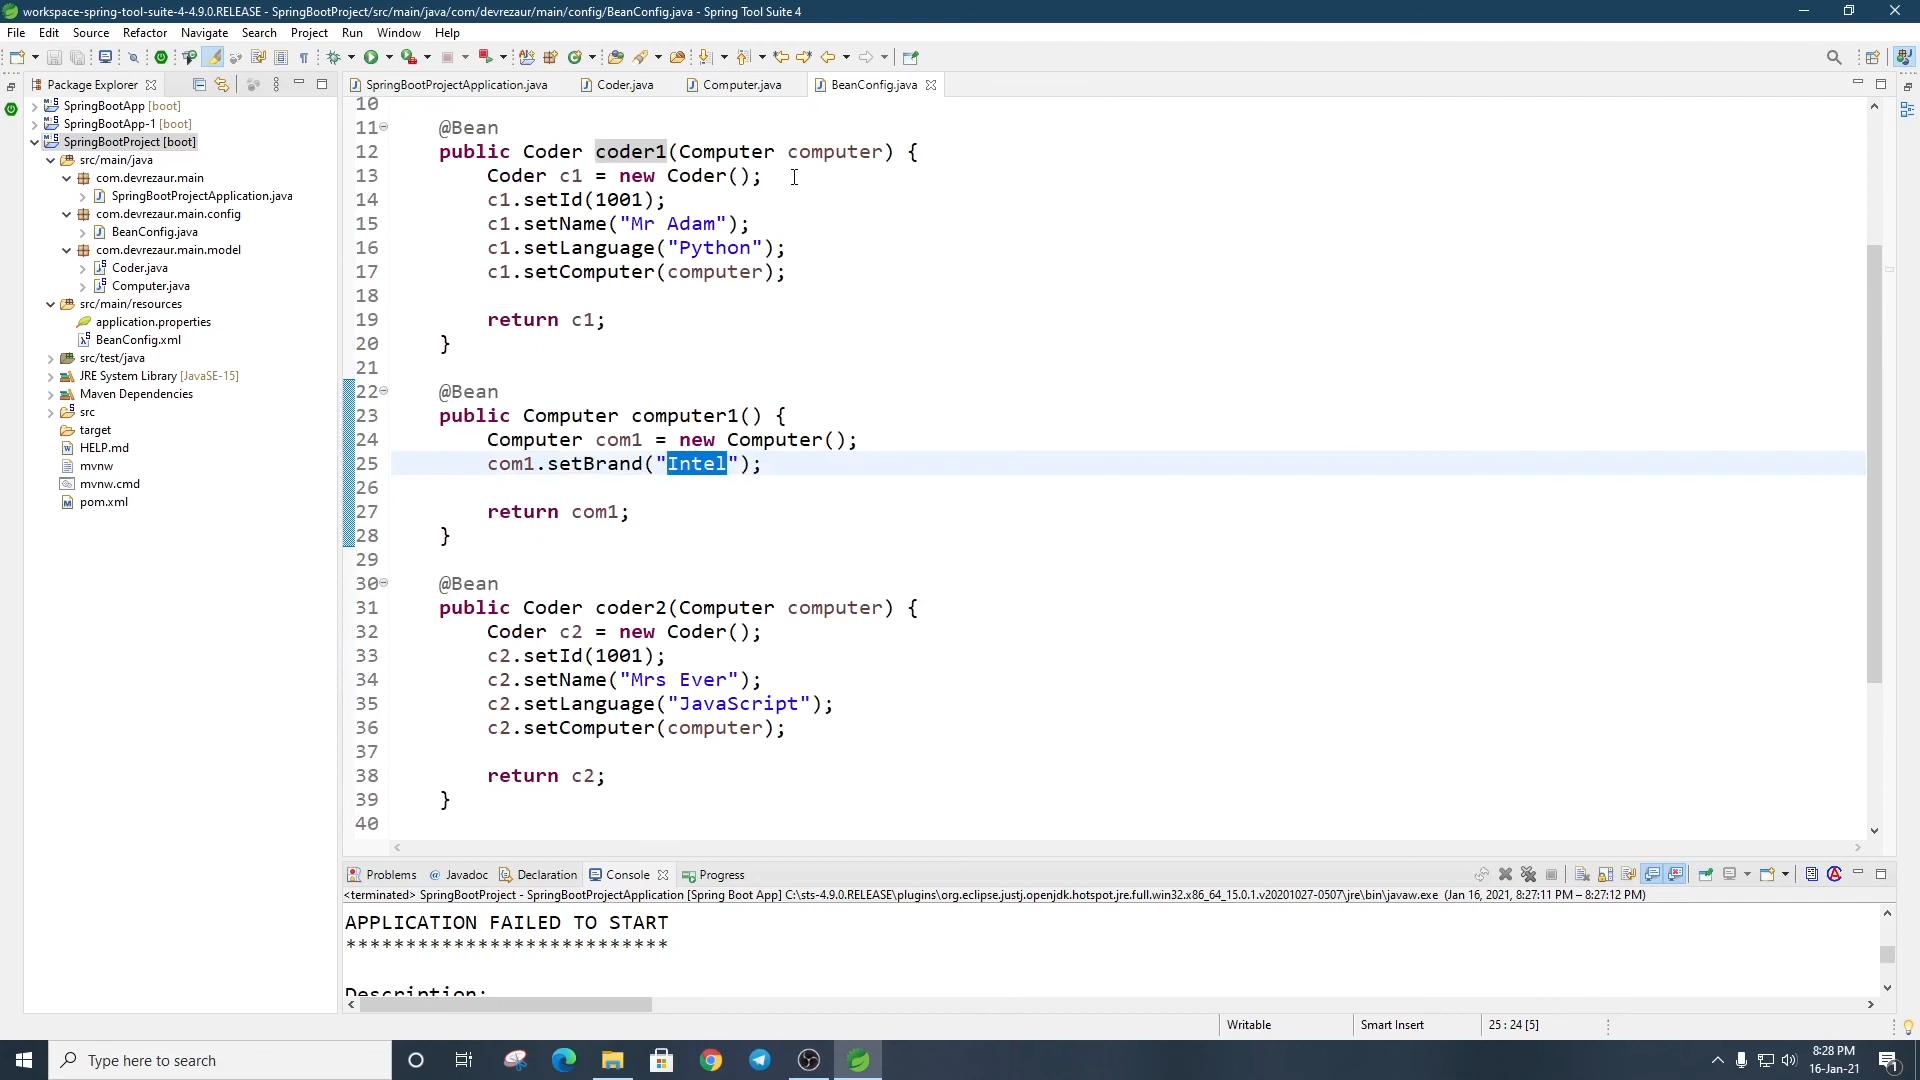 workspace-spring-tool-suite-4-4.9.0.RELEASE - SpringBootProject/src/main/java/com/devrezaur/main/config/BeanConfig.java - Spring Tool Suite 4
File Edit Source Refactor Navigate Search Project Run Window Help
Package Explorer
SpringBootApp [boot]
SpringBootApp-1 [boot]
SpringBootProject [boot]
src/main/java
com.devrezaur.main
SpringBootProjectApplication.java
com.devrezaur.main.config
BeanConfig.java
com.devrezaur.main.model
Coder.java
Computer.java
src/main/resources
application.properties
BeanConfig.xml
src/test/java
JRE System Library [JavaSE-15]
Maven Dependencies
src
target
HELP.md
mvnw
mvnw.cmd
pom.xml
SpringBootProjectApplication.java Coder.java Computer.java BeanConfig.java
10
11 @Bean
12 public Coder coder1(Computer computer) {
13 Coder c1 = new Coder();
14 c1.setId(1001);
15 c1.setName("Mr Adam");
16 c1.setLanguage("Python");
17 c1.setComputer(computer);
18
19 return c1;
20 }
21
22 @Bean
23 public Computer computer1() {
24 Computer com1 = new Computer();
25 com1.setBrand("Intel");
26
27 return com1;
28 }
29
30 @Bean
31 public Coder coder2(Computer computer) {
32 Coder c2 = new Coder();
33 c2.setId(1001);
34 c2.setName("Mrs Ever");
35 c2.setLanguage("JavaScript");
36 c2.setComputer(computer);
37
38 return c2;
39 }
40
Problems @ Javadoc Declaration Console Progress
<terminated> SpringBootProject - SpringBootProjectApplication [Spring Boot App] C:\sts-4.9.0.RELEASE\plugins\org.eclipse.justj.openjdk.hotspot.jre.full.win32.x86_64_15.0.1.v20201027-0507\jre\bin\javaw.exe (Jan 16, 2021, 8:27:11 PM – 8:27:12 PM)
APPLICATION FAILED TO START
***************************
Description:
Writable Smart Insert 25 : 24 [5]
Type here to search
8:28 PM
16-Jan-21
1